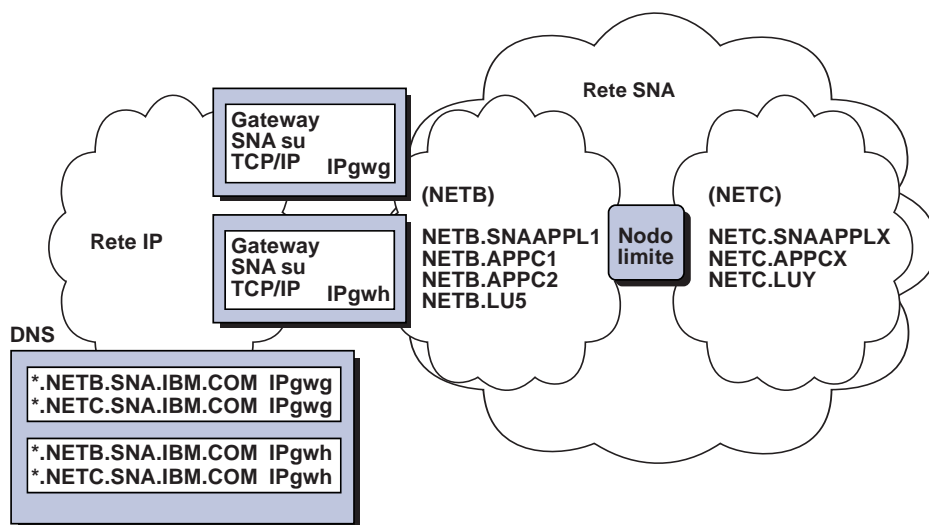 Rete SNA
Gateway
SNA su
TCP/IP IPgwg
Rete IP
Gateway
SNA su
TCP/IP IPgwh
(NETB)
NETB.SNAAPPL1
NETB.APPC1
NETB.APPC2
NETB.LU5
Nodo
limite
(NETC)
NETC.SNAAPPLX
NETC.APPCX
NETC.LUY
DNS
*.NETB.SNA.IBM.COM IPgwg
*.NETC.SNA.IBM.COM IPgwg
*.NETB.SNA.IBM.COM IPgwh
*.NETC.SNA.IBM.COM IPgwh